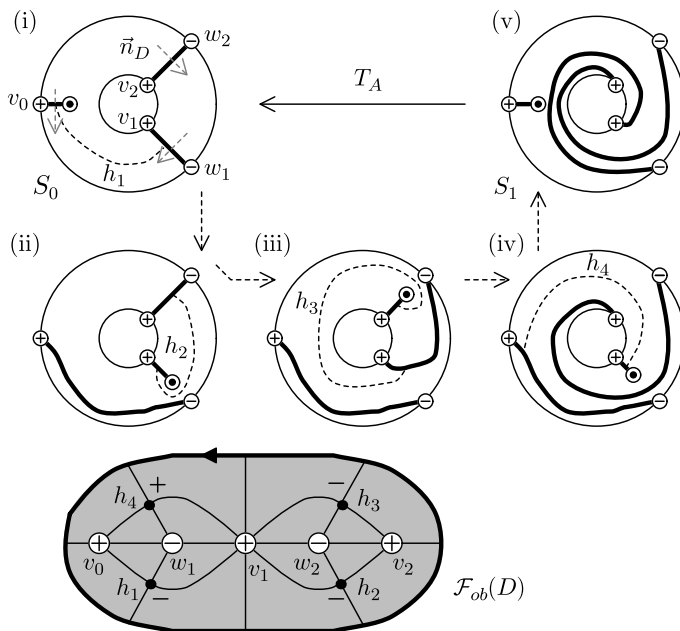 (i) (v)
w₂
n⃗_D
T_A
v₂
v₀
v₁
h₁ w₁
S₀ S₁
(ii) (iii) (iv)
h₄
h₃
h₂
+ −
h₄ h₃
v₀ w₁ v₁ w₂ v₂
h₁ − − h₂
ℱ_ob(D)